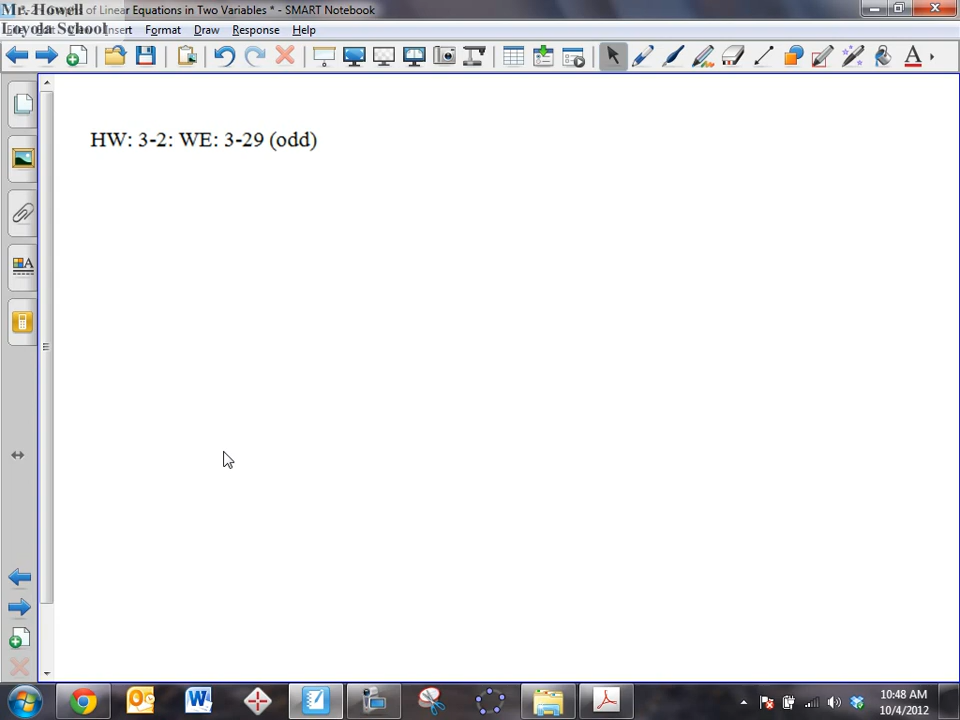 Mr. Howell
Loyola School
of Linear Equations in Two Variables * - SMART Notebook
Insert Format Draw Response Help
HW: 3-2: WE: 3-29 (odd)
10:48 AM
10/4/2012